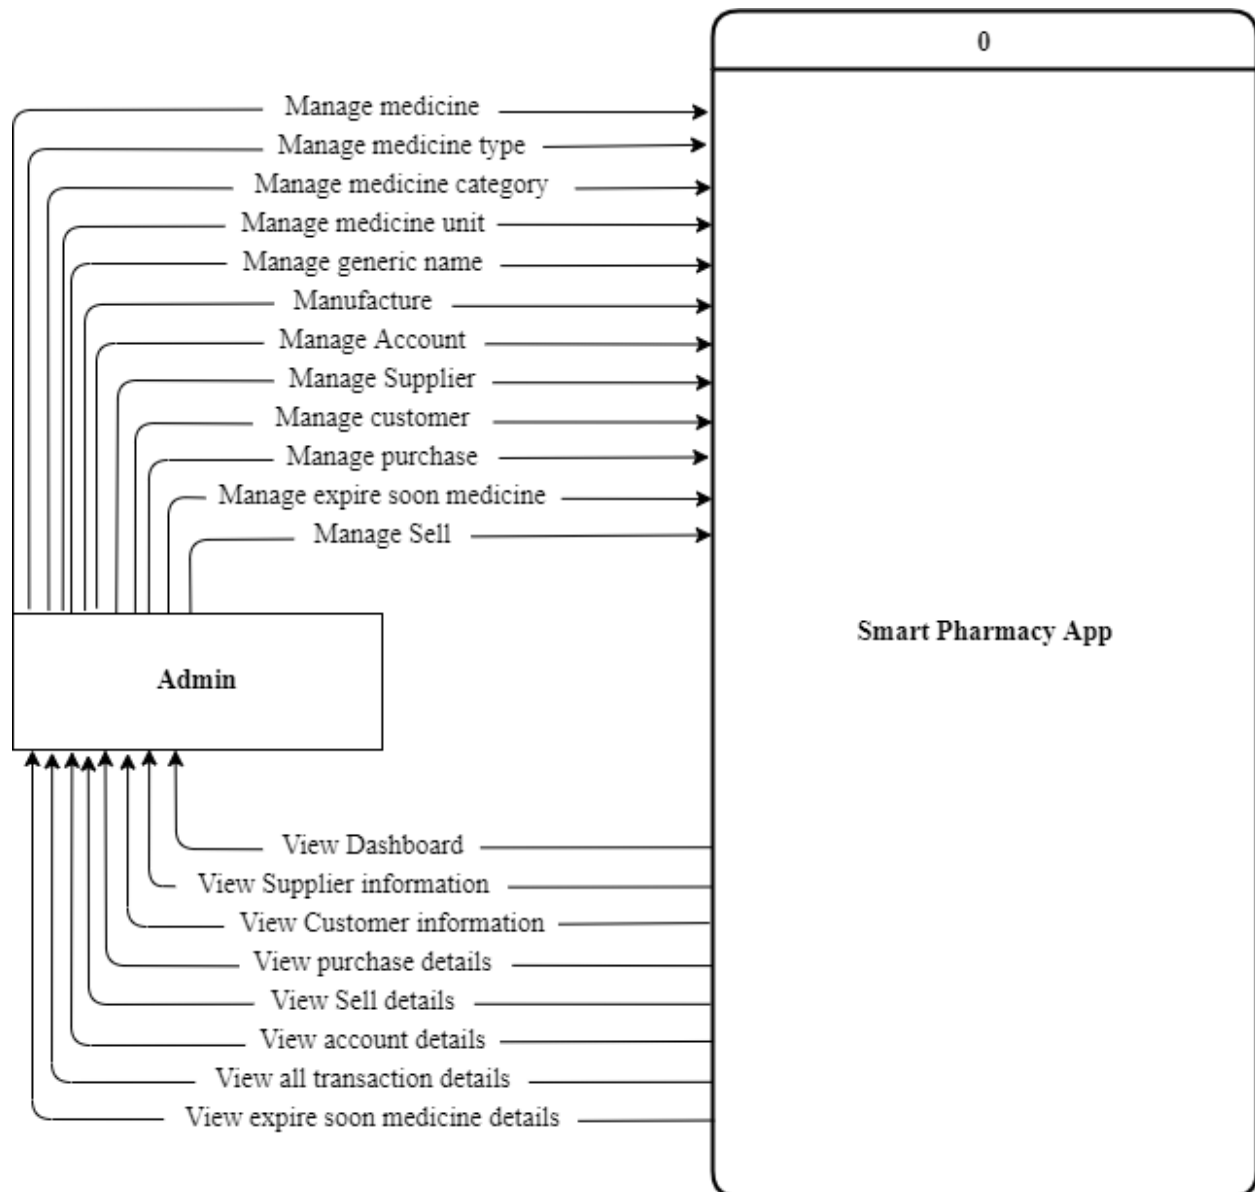 0
Manage medicine
Manage medicine type
Manage medicine category
Manage medicine unit
Manage generic name
Manufacture
Manage Account
Manage Supplier
Manage customer
Manage purchase
Manage expire soon medicine
Manage Sell
Smart Pharmacy App
Admin
View Dashboard
View Supplier information
View Customer information
View purchase details
View Sell details
View account details
View all transaction details
View expire soon medicine details